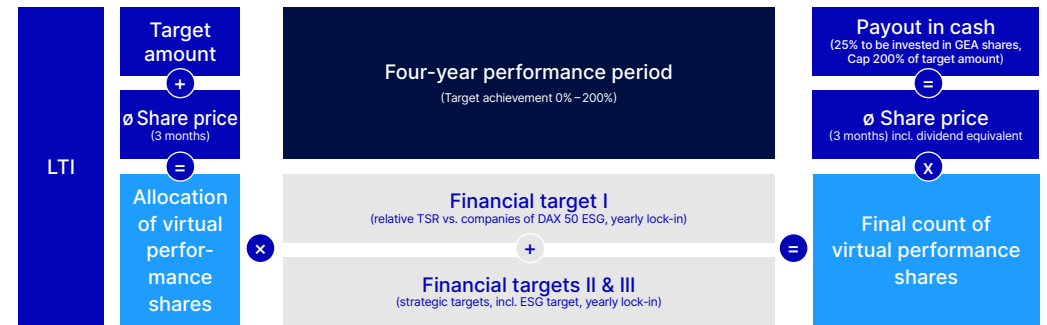 LTI
Target
amount
+
ø Share price
(3 months)
=
Allocation
of virtual
perfor-
mance
shares
×
Four-year performance period
(Target achievement 0% – 200%)
Financial target I
(relative TSR vs. companies of DAX 50 ESG, yearly lock-in)
+
Financial targets II & III
(strategic targets, incl. ESG target, yearly lock-in)
=
Payout in cash
(25% to be invested in GEA shares,
Cap 200% of target amount)
=
ø Share price
(3 months) incl. dividend equivalent
X
Final count of
virtual performance
shares